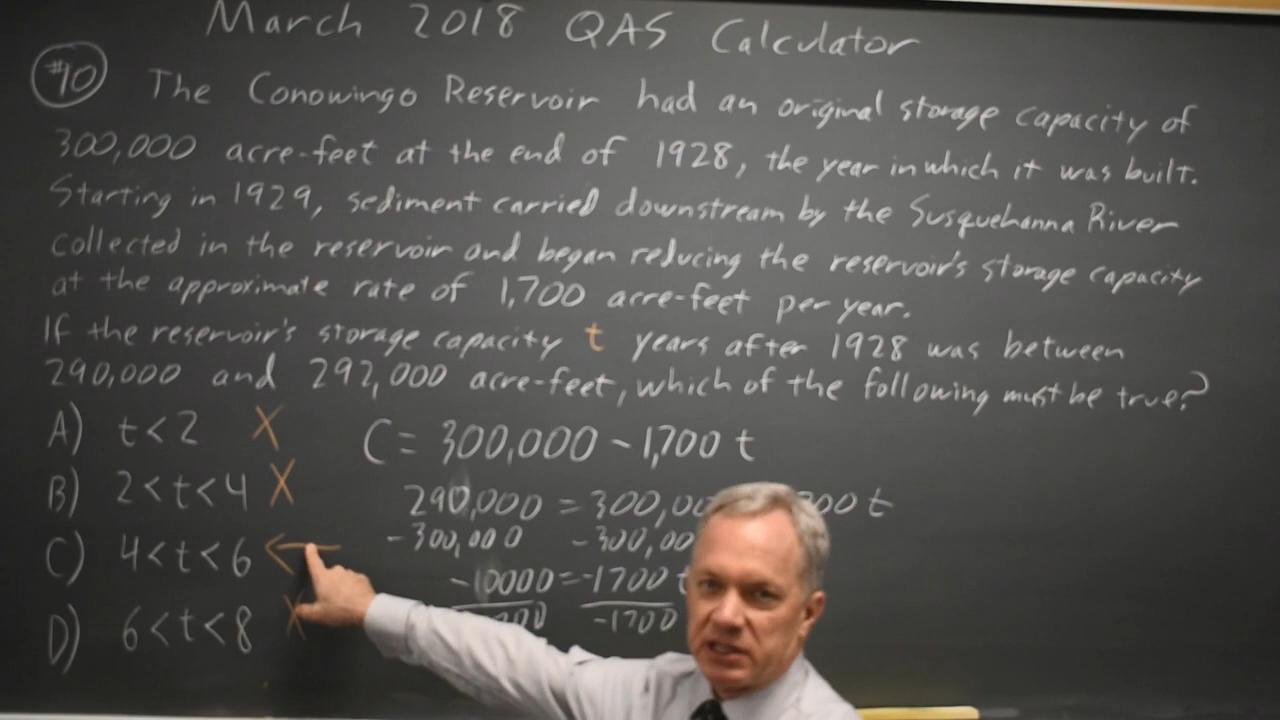 March 2018 QAS Calculator
#10 The Conowingo Reservoir had an original storage capacity of
300,000 acre-feet at the end of 1928, the year in which it was built.
Starting in 1929, sediment carried downstream by the Susquehanna River
collected in the reservoir and began reducing the reservoir's storage capacity
at the approximate rate of 1,700 acre-feet per year.
If the reservoir's storage capacity t years after 1928 was between
290,000 and 292,000 acre-feet, which of the following must be true?
A) t<2 X
B) 2<t<4 X
C) 4<t<6 ←
D) 6<t<8 X
C = 300,000 - 1,700 t
290,000 = 300,00 00 t
-300,000 -300,00
-10000 = -1700 t
-1700